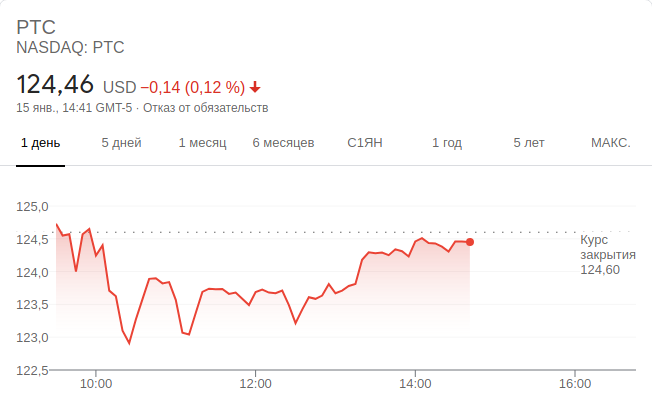 PTC
NASDAQ: PTC
124,46 USD −0,14 (0,12 %)
15 янв., 14:41 GMT-5 · Отказ от обязательств
1 день 5 дней 1 месяц 6 месяцев С1ЯН 1 год 5 лет МАКС.
125,0
124,5
124,0
123,5
123,0
122,5
Курс
закрытия
124,60
10:00 12:00 14:00 16:00